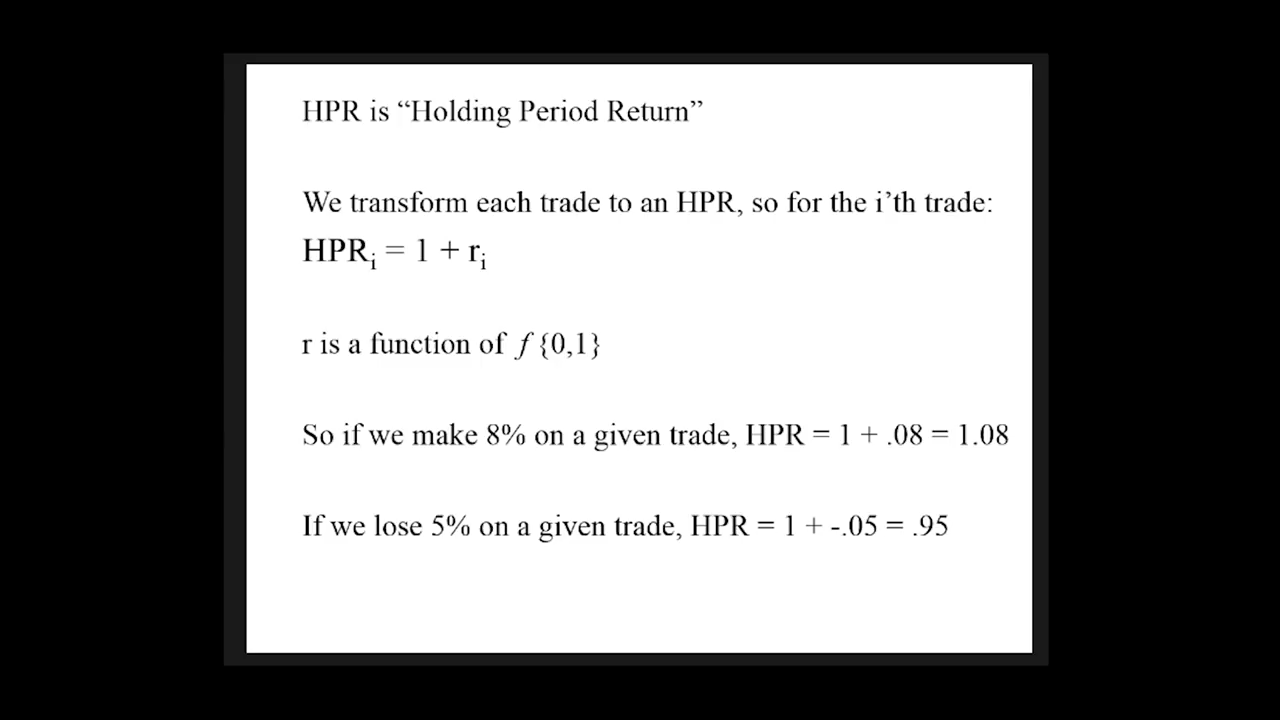 HPR is “Holding Period Return”
We transform each trade to an HPR, so for the i’th trade:
HPRᵢ = 1 + rᵢ
r is a function of f {0,1}
So if we make 8% on a given trade, HPR = 1 + .08 = 1.08
If we lose 5% on a given trade, HPR = 1 + -.05 = .95